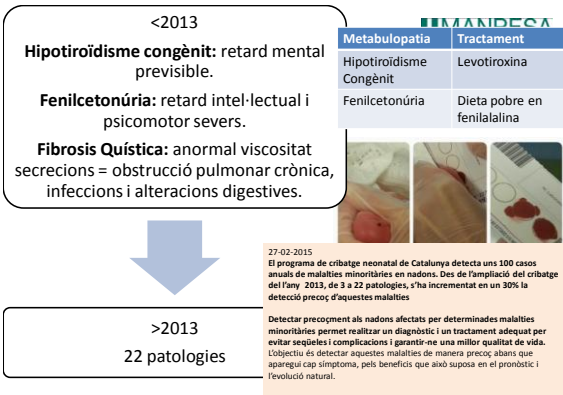 <2013
Hipotiroïdisme congènit: retard mental
previsible.
Fenilcetonúria: retard intel·lectual i
psicomotor severs.
Fibrosis Quística: anormal viscositat
secrecions = obstrucció pulmonar crònica,
infeccions i alteracions digestives.
UMANRESA
Metabulopatia Tractament
Hipotiroïdisme Levotiroxina
Congènit
Fenilcetonúria Dieta pobre en
fenilalalina
27-02-2015
El programa de cribatge neonatal de Catalunya detecta uns 100 casos
anuals de malalties minoritàries en nadons. Des de l'ampliació del cribatge
del l'any 2013, de 3 a 22 patologies, s'ha incrementat en un 30% la
detecció precoç d'aquestes malalties
Detectar precoçment als nadons afectats per determinades malalties
minoritàries permet realitzar un diagnòstic i un tractament adequat per
evitar seqüeles i complicacions i garantir-ne una millor qualitat de vida.
L'objectiu és detectar aquestes malalties de manera precoç abans que
aparegui cap símptoma, pels beneficis que això suposa en el pronòstic i
l'evolució natural.
>2013
22 patologies